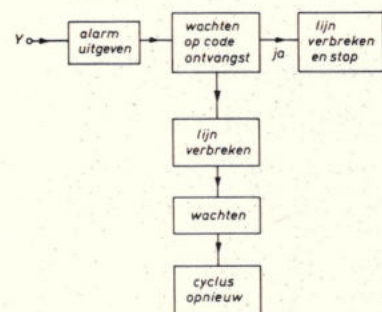 Y
alarm
uitgeven
wachten
op code
ontvangst
ja
lijn
verbreken
en stop
lijn
verbreken
wachten
cyclus
opnieuw